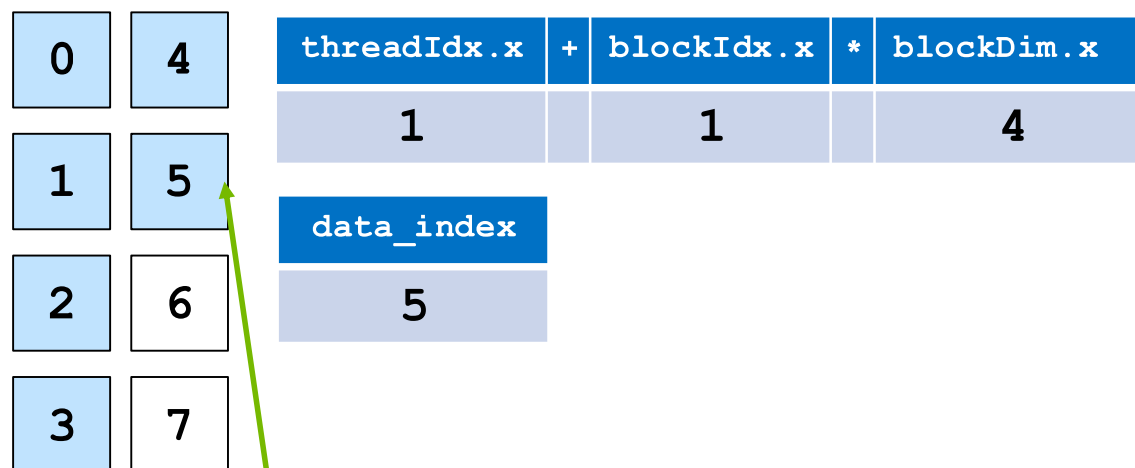 0 4
1 5
2 6
3 7
threadIdx.x + blockIdx.x * blockDim.x
1 1 4
data_index
5